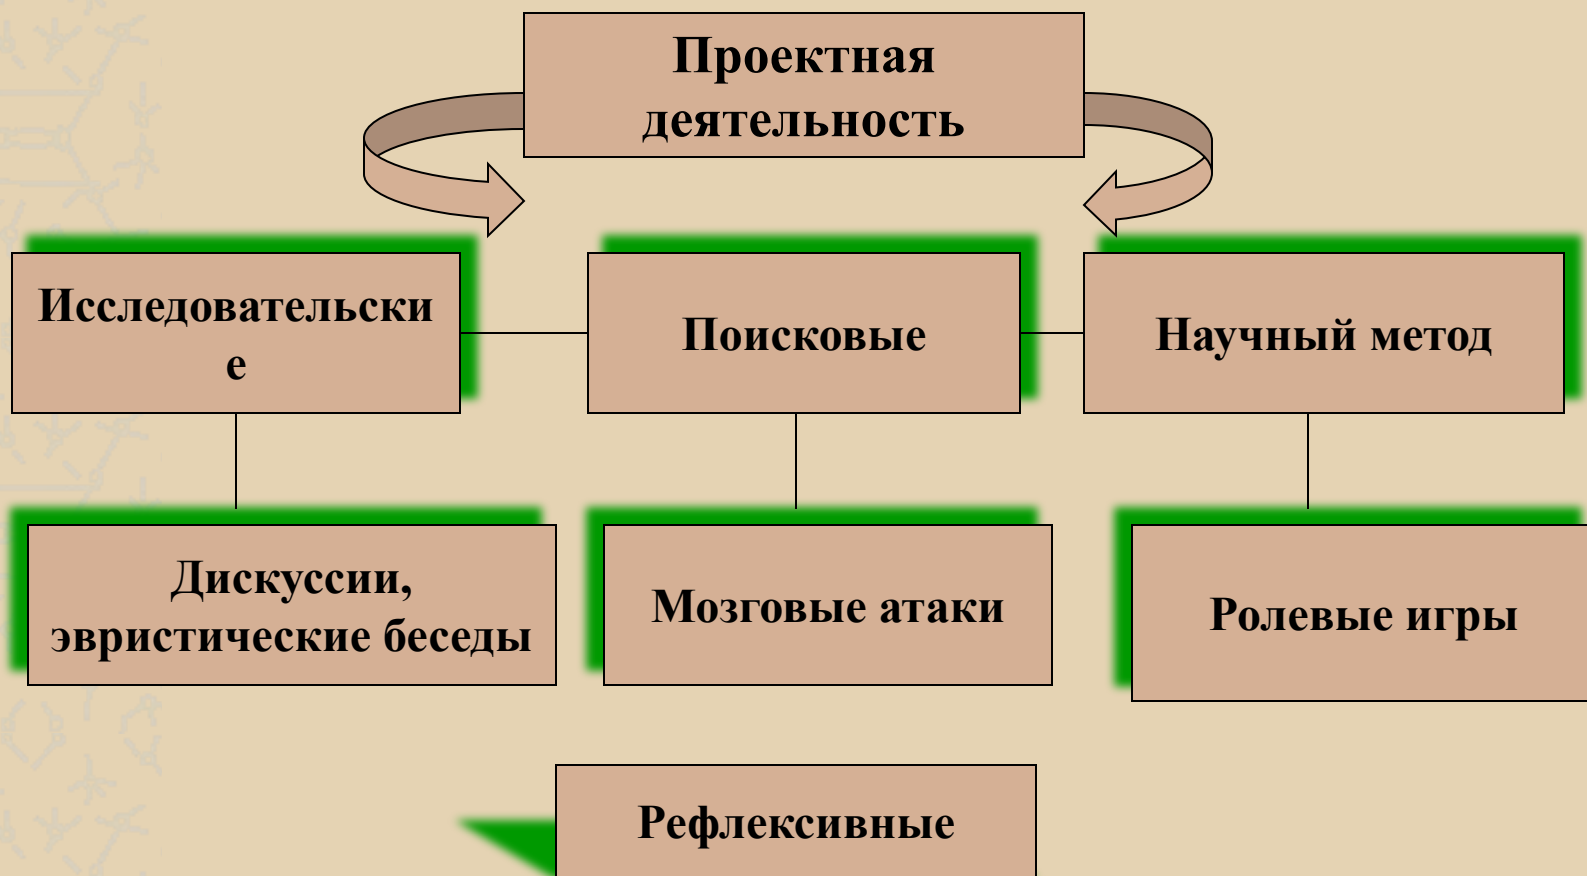 Проектная
деятельность
Исследовательски
е
Поисковые
Научный метод
Дискуссии,
эвристические беседы
Мозговые атаки
Ролевые игры
Рефлексивные